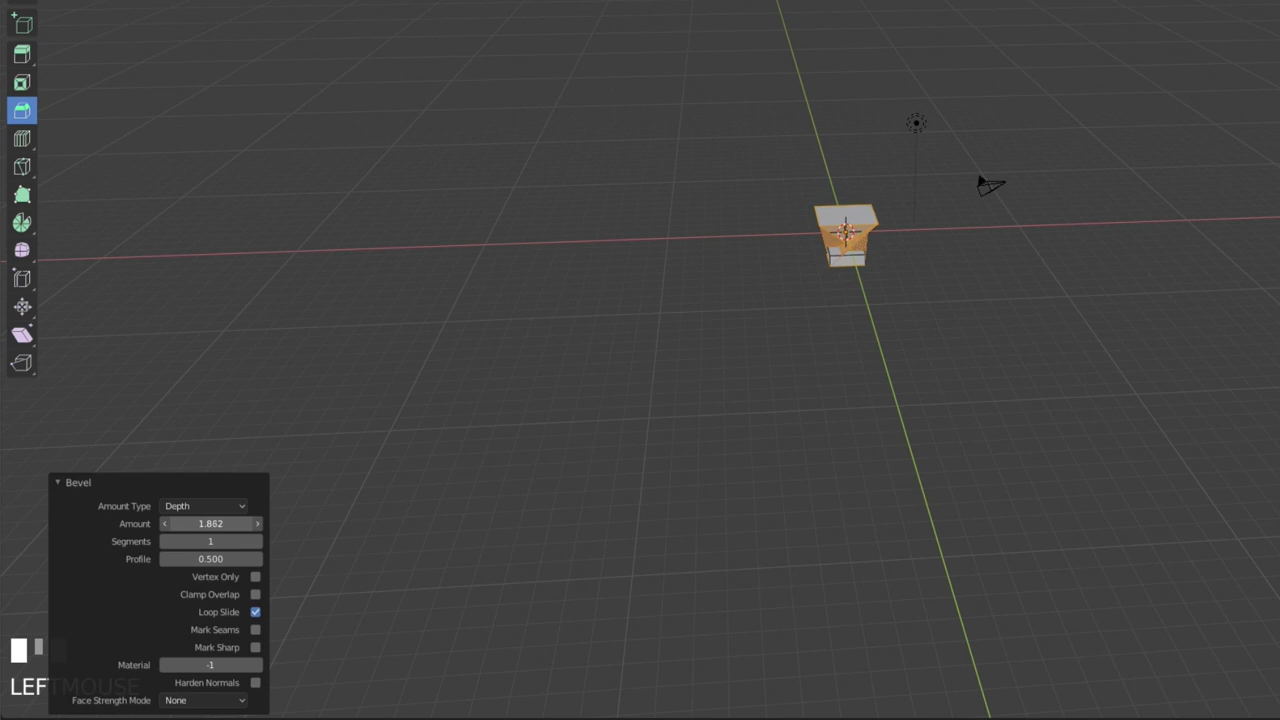 Bevel
Amount Type Depth
Amount 1.862
Segments 1
Profile 0.500
Vertex Only
Clamp Overlap
Loop Slide
Mark Seams
Mark Sharp
Material -1
LEFTMOUSE
Harden Normals
Face Strength Mode None